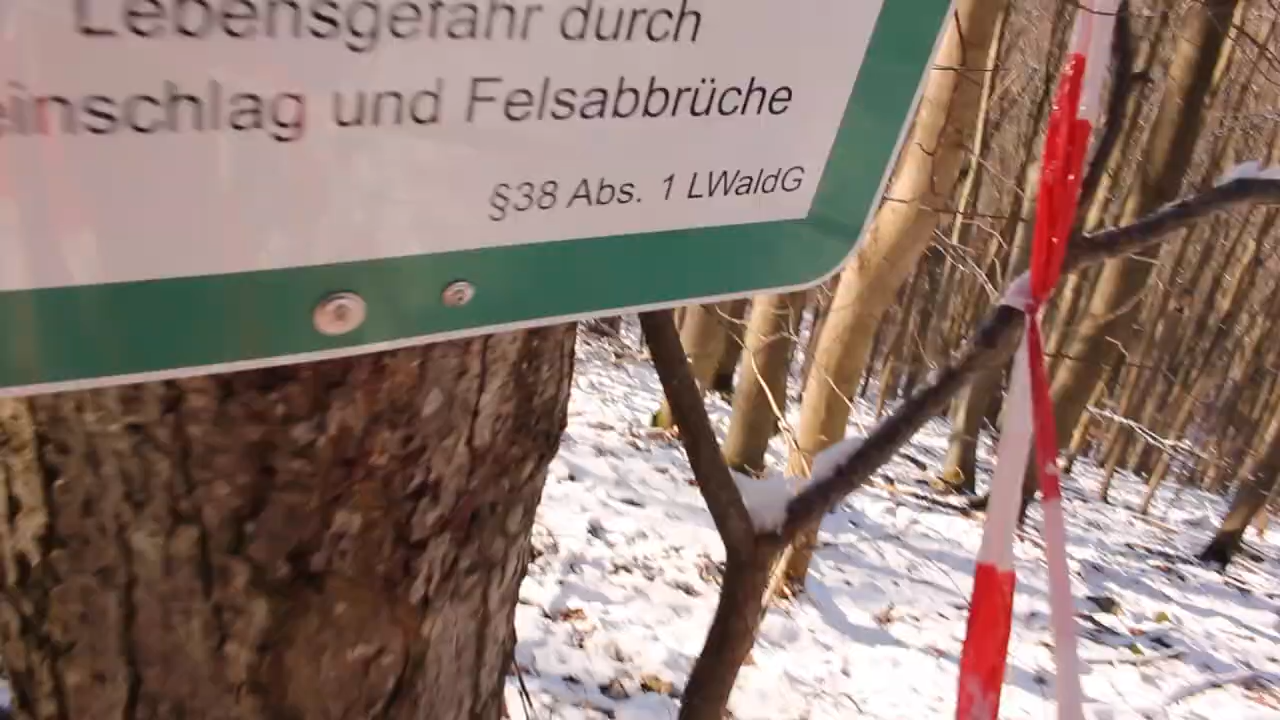 Lebensgefahr durch
einschlag und Felsabbrüche
§38 Abs. 1 LWaldG